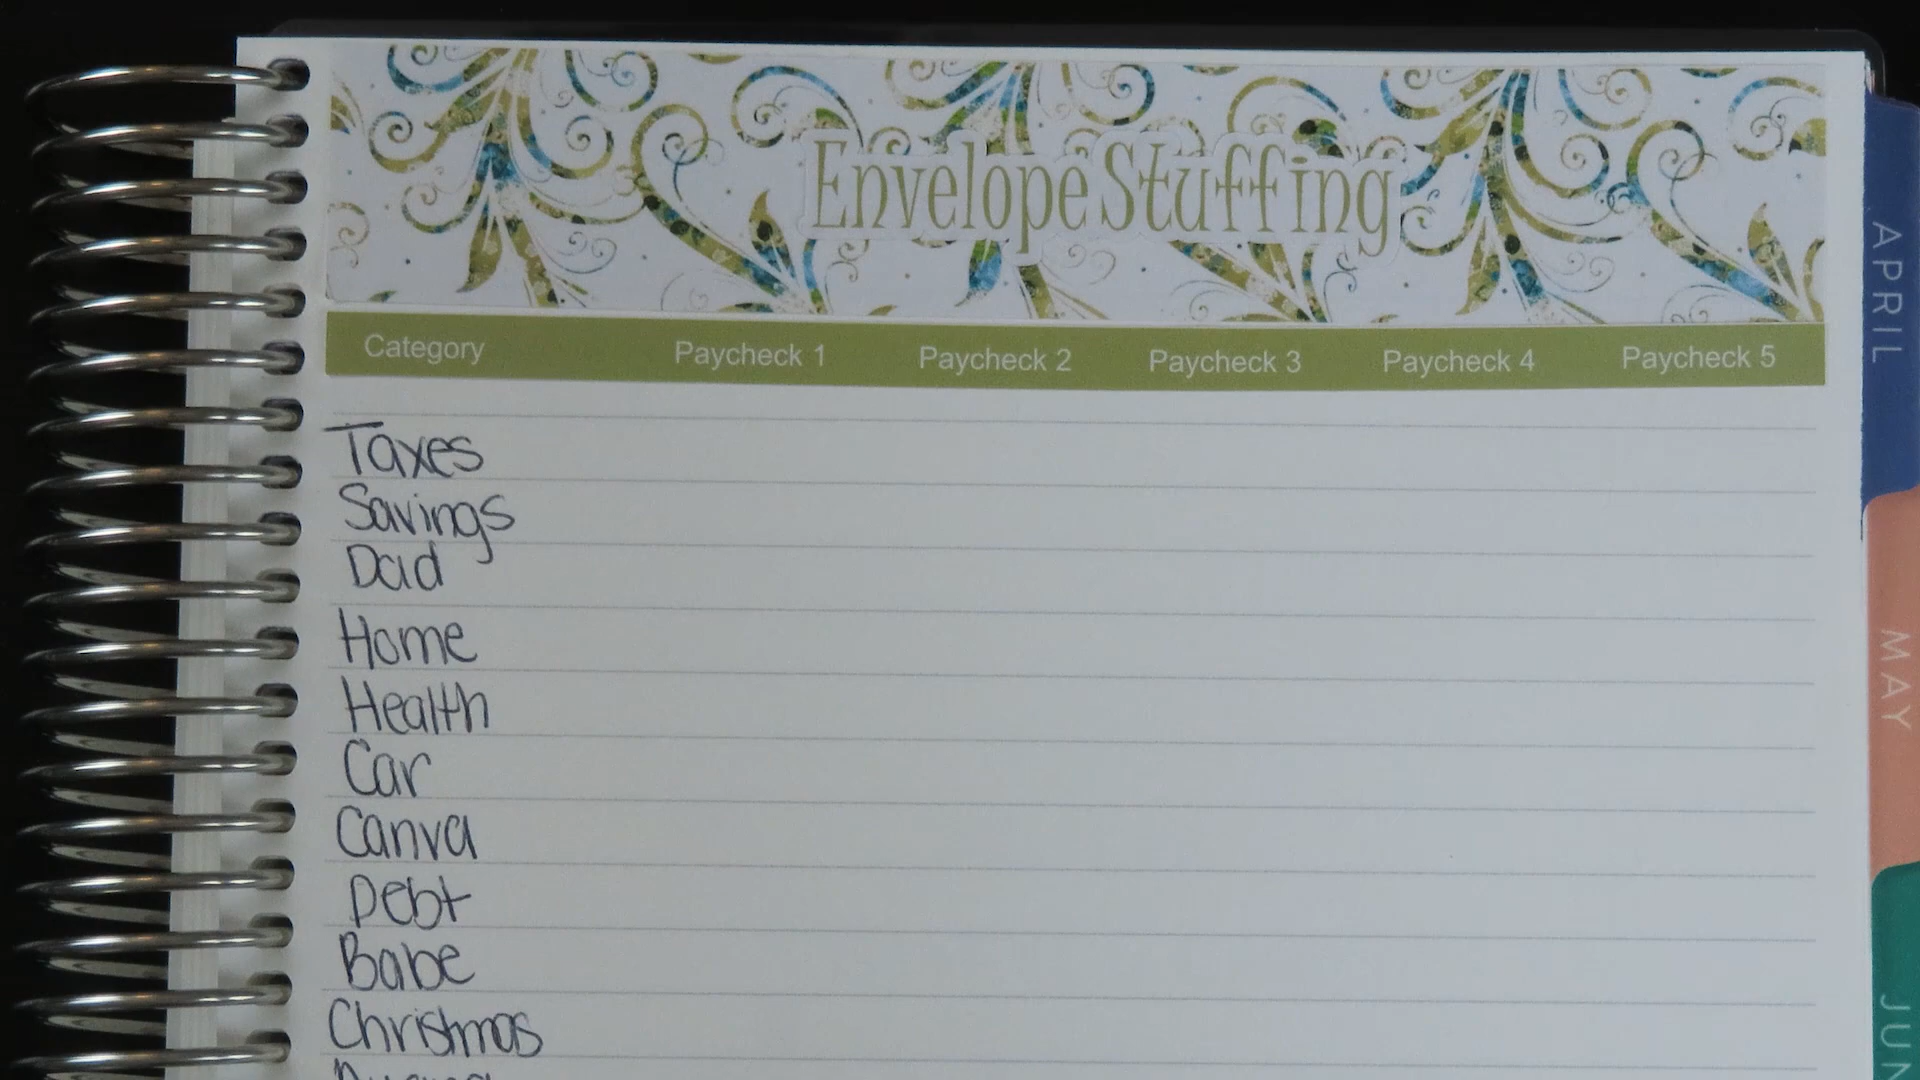 Envelope Stuffing
Category Paycheck 1 Paycheck 2 Paycheck 3 Paycheck 4 Paycheck 5
Taxes
Savings
Dad
Home
Health
Car
Canva
Debt
Babe
Christmas
APRIL
MAY
JUN